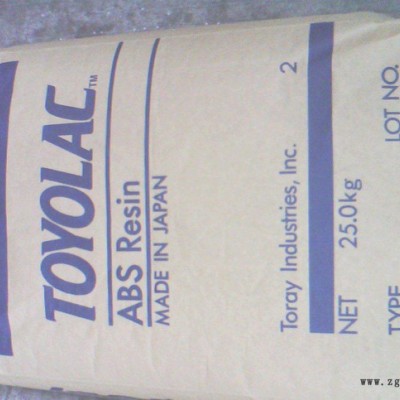 TOYOLAC™
ABS Resin
MADE IN JAPAN
Toray Industries, Inc. 2
NET 25.0kg
TYPE LOT NO.
www.zg